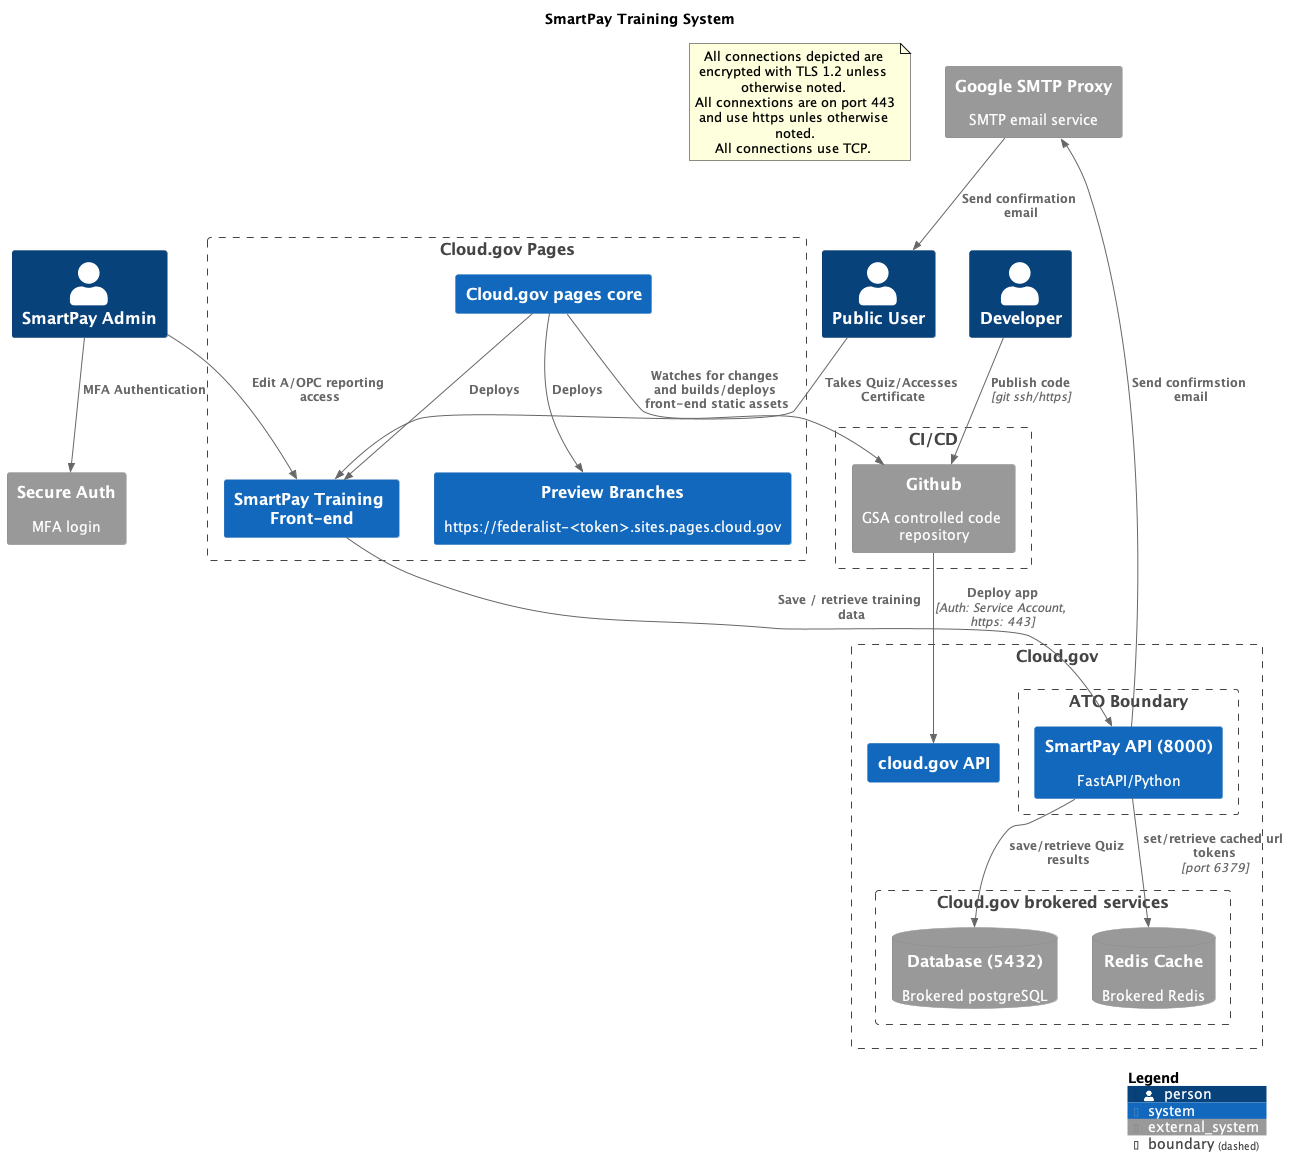 SmartPay Training System
All connections depicted are
encrypted with TLS 1.2 unless
otherwise noted.
All connextions are on port 443
and use https unles otherwise
noted.
All connections use TCP.
Google SMTP Proxy
SMTP email service
Send confirmation
email
Cloud.gov Pages
Cloud.gov pages core
SmartPay Admin
Public User
Developer
MFA Authentication
Edit A/OPC reporting
access
Deploys
Deploys
Watches for changes
and builds/deploys
front-end static assets
Takes Quiz/Accesses
Certificate
Publish code
[git ssh/https]
Send confirmstion
email
CI/CD
Secure Auth
MFA login
SmartPay Training
Front-end
Preview Branches
https://federalist-<token>.sites.pages.cloud.gov
Github
GSA controlled code
repository
Save / retrieve training
data
Deploy app
[Auth: Service Account,
https: 443]
Cloud.gov
ATO Boundary
cloud.gov API
SmartPay API (8000)
FastAPI/Python
save/retrieve Quiz
results
set/retrieve cached url
tokens
[port 6379]
Cloud.gov brokered services
Database (5432)
Brokered postgreSQL
Redis Cache
Brokered Redis
Legend
person
system
external_system
boundary (dashed)